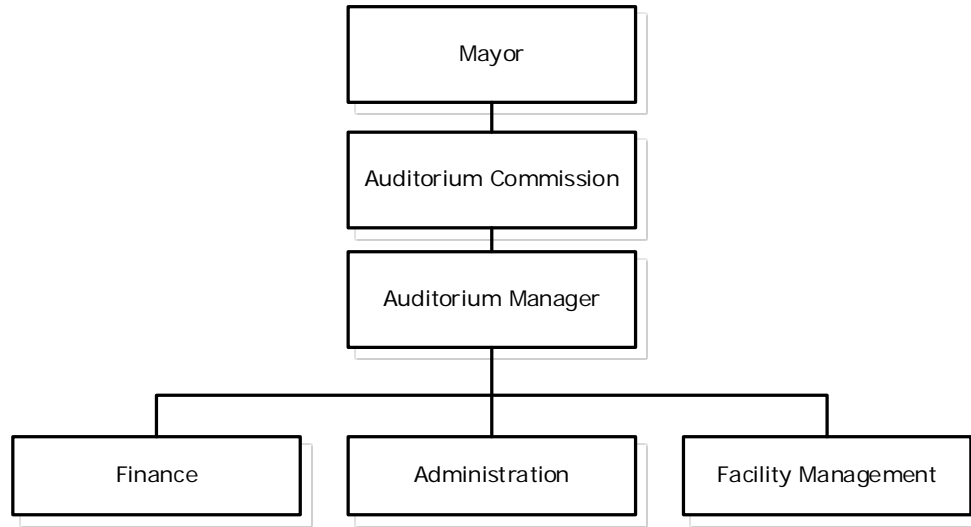 Mayor
Auditorium Commission
Auditorium Manager
Finance
Administration
Facility Management